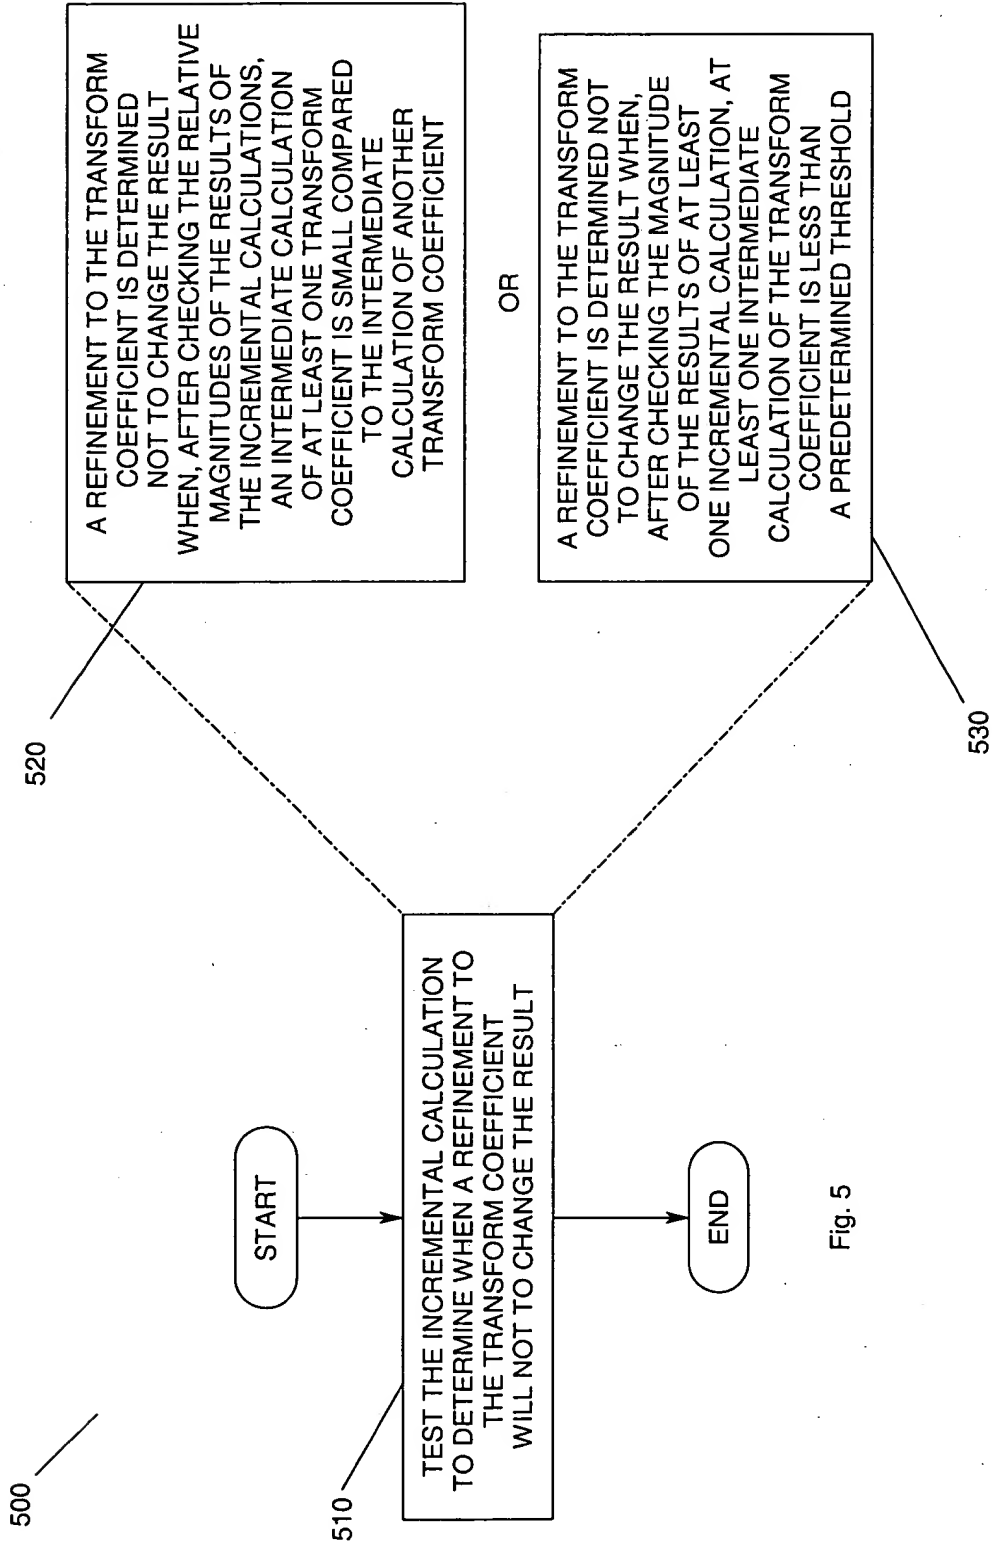 500
START
510
TEST THE INCREMENTAL CALCULATION
TO DETERMINE WHEN A REFINEMENT TO
THE TRANSFORM COEFFICIENT
WILL NOT TO CHANGE THE RESULT
END
520
A REFINEMENT TO THE TRANSFORM
COEFFICIENT IS DETERMINED
NOT TO CHANGE THE RESULT
WHEN, AFTER CHECKING THE RELATIVE
MAGNITUDES OF THE RESULTS OF
THE INCREMENTAL CALCULATIONS,
AN INTERMEDIATE CALCULATION
OF AT LEAST ONE TRANSFORM
COEFFICIENT IS SMALL COMPARED
TO THE INTERMEDIATE
CALCULATION OF ANOTHER
TRANSFORM COEFFICIENT
OR
A REFINEMENT TO THE TRANSFORM
COEFFICIENT IS DETERMINED NOT
TO CHANGE THE RESULT WHEN,
AFTER CHECKING THE MAGNITUDE
OF THE RESULTS OF AT LEAST
ONE INCREMENTAL CALCULATION, AT
LEAST ONE INTERMEDIATE
CALCULATION OF THE TRANSFORM
COEFFICIENT IS LESS THAN
A PREDETERMINED THRESHOLD
530
Fig. 5